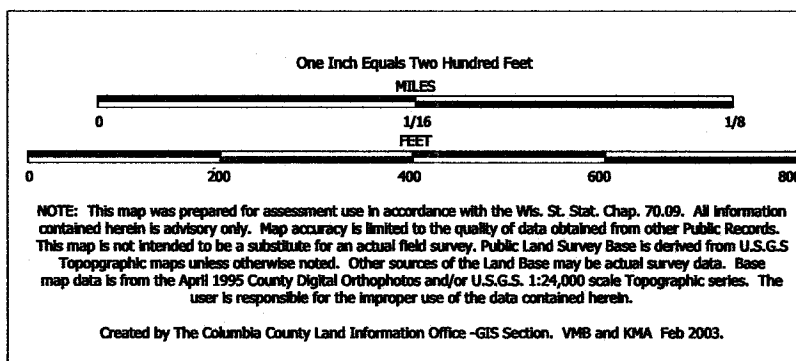 One Inch Equals Two Hundred Feet
MILES
0 1/16 1/8
FEET
0 200 400 600 800
NOTE: This map was prepared for assessment use in accordance with the Wis. St. Stat. Chap. 70.09. All information
contained herein is advisory only. Map accuracy is limited to the quality of data obtained from other Public Records.
This map is not intended to be a substitute for an actual field survey. Public Land Survey Base is derived from U.S.G.S
Topopgraphic maps unless otherwise noted. Other sources of the Land Base may be actual survey data. Base
map data is from the April 1995 County Digital Orthophotos and/or U.S.G.S. 1:24,000 scale Topographic series. The
user is responsible for the improper use of the data contained herein.
Created by The Columbia County Land Information Office -GIS Section. VMB and KMA Feb 2003.